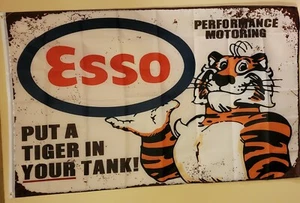 PERFORMANCE
MOTORING
Esso
PUT A
TIGER IN
YOUR TANK!